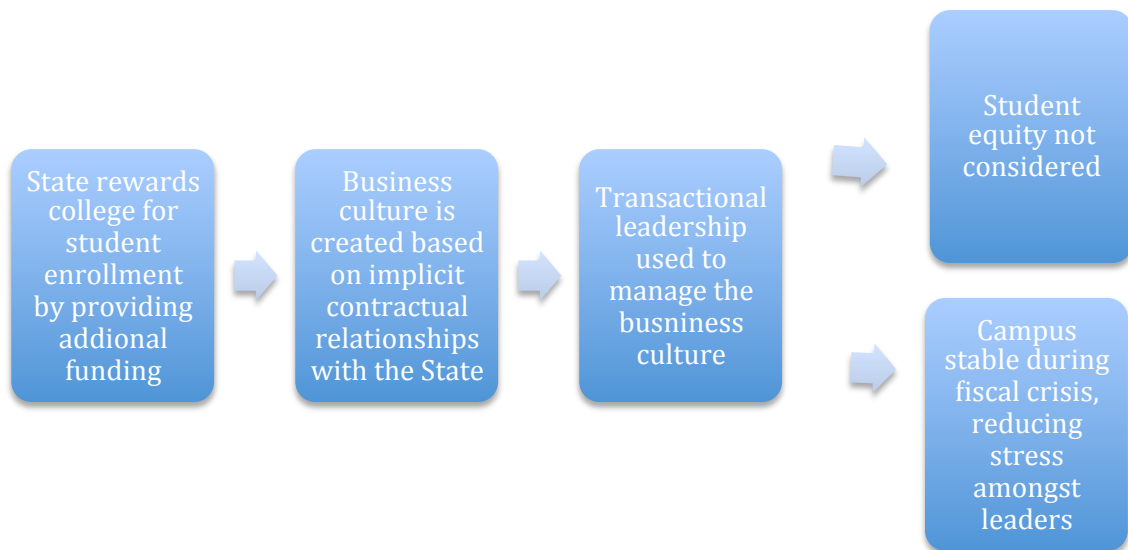 State rewards
college for
student
enrollment
by providing
addional
funding
Business
culture is
created based
on implicit
contractual
relationships
with the State
Transactional
leadership
used to
manage the
busniness
culture
Student
equity not
considered
Campus
stable during
fiscal crisis,
reducing
stress
amongst
leaders